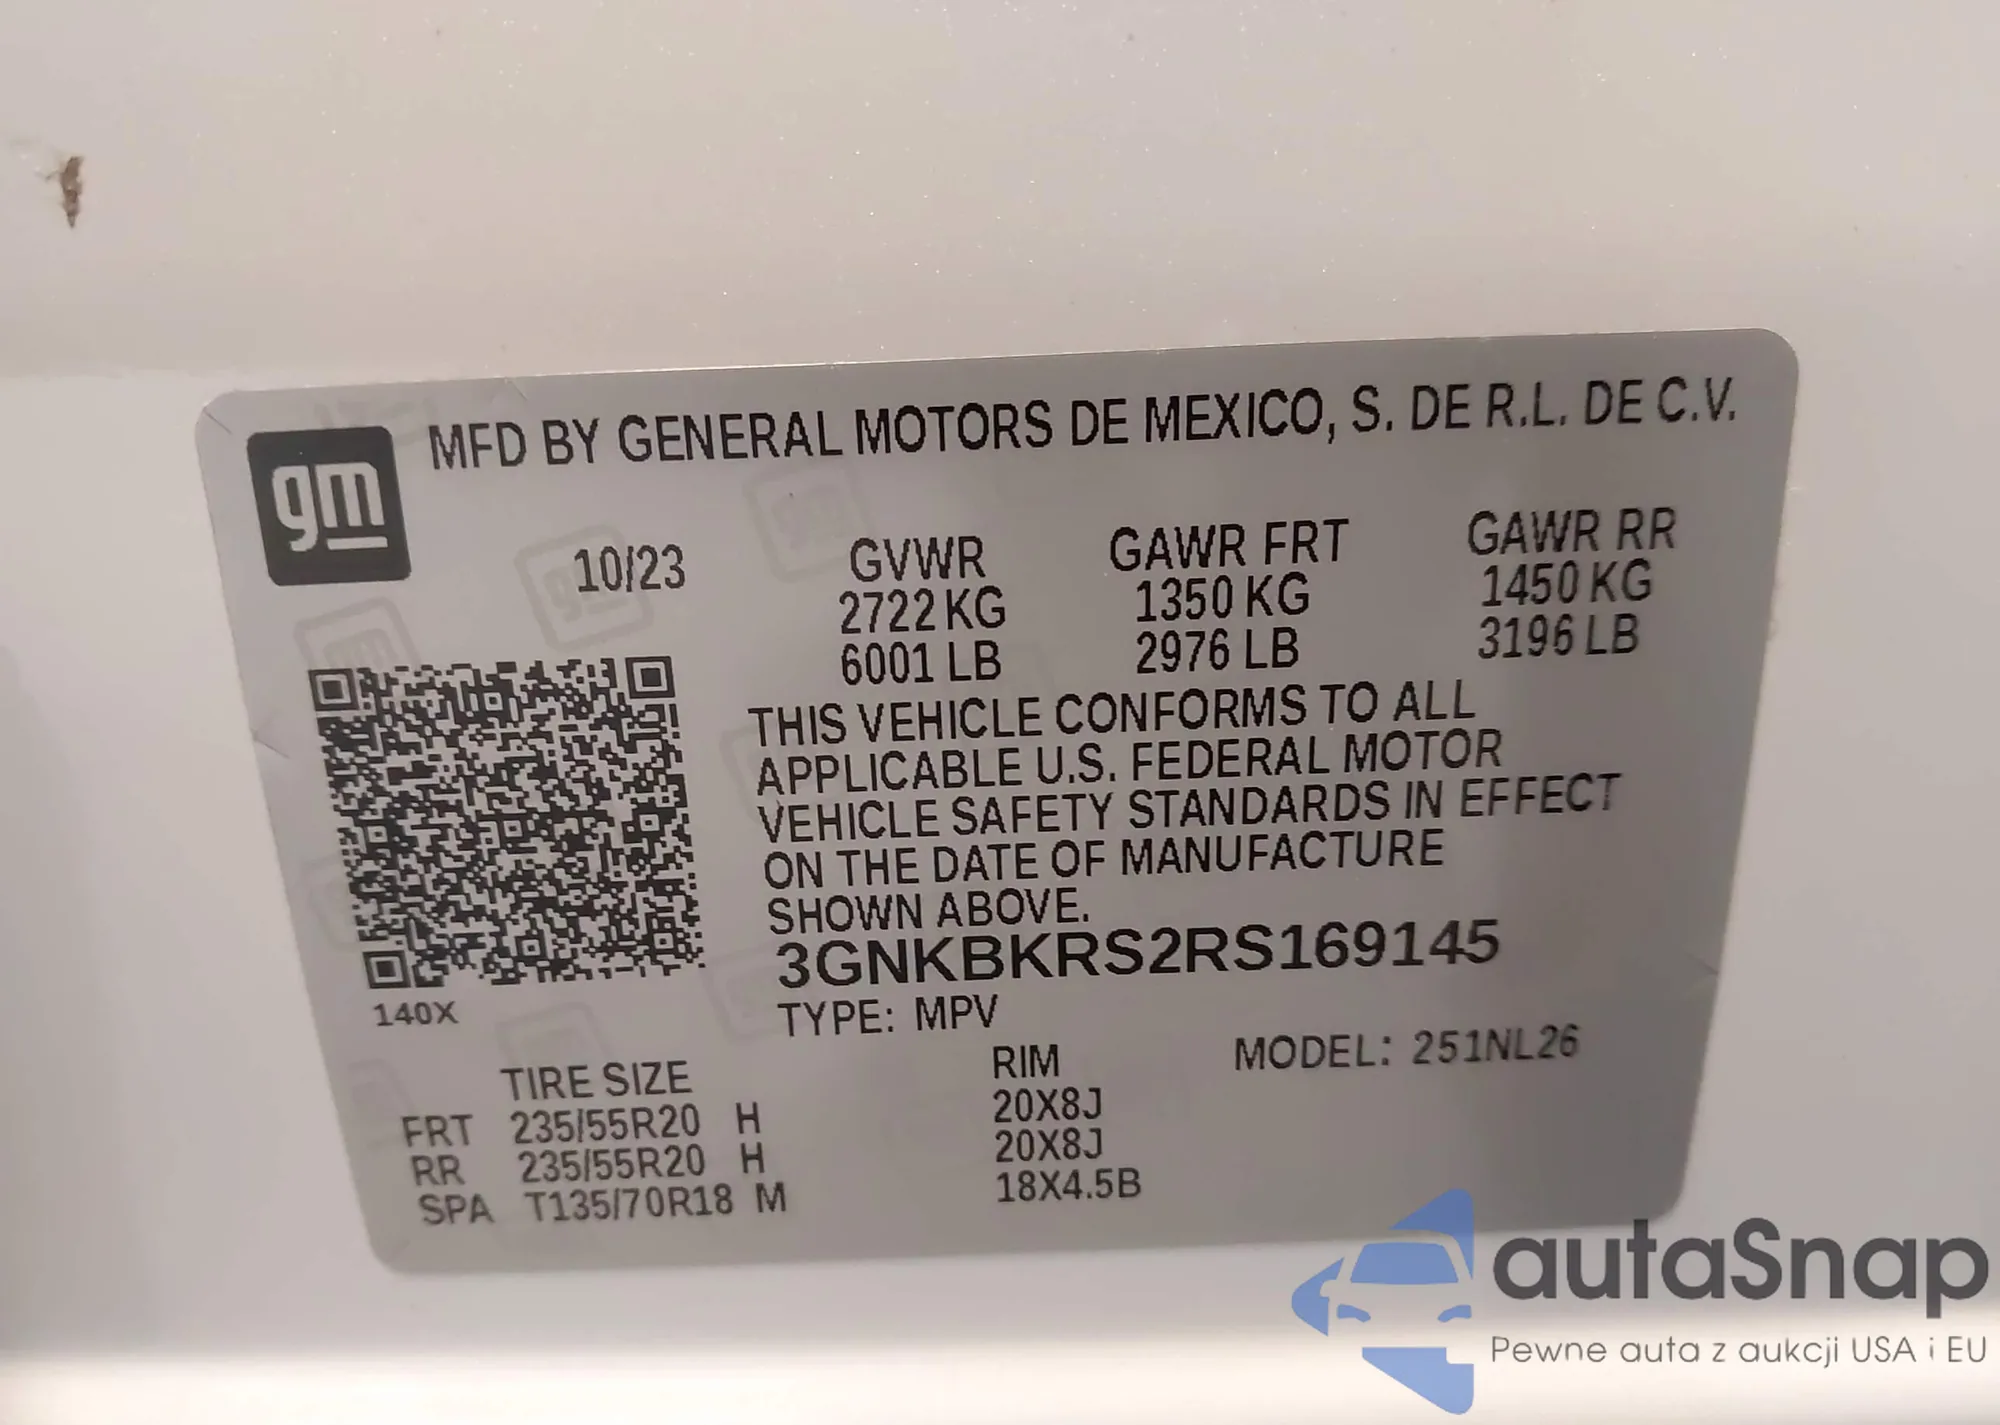 gm
MFD BY GENERAL MOTORS DE MEXICO, S. DE R.L. DE C.V.
10/23
GVWR
2722 KG
6001 LB
GAWR FRT
1350 KG
2976 LB
GAWR RR
1450 KG
3196 LB
THIS VEHICLE CONFORMS TO ALL
APPLICABLE U.S. FEDERAL MOTOR
VEHICLE SAFETY STANDARDS IN EFFECT
ON THE DATE OF MANUFACTURE
SHOWN ABOVE.
3GNKBKRS2RS169145
140X
TYPE: MPV
MODEL: 251NL26
TIRE SIZE RIM
FRT 235/55R20 H 20X8J
RR 235/55R20 H 20X8J
SPA T135/70R18 M 18X4.5B
autaSnap
Pewne auta z aukcji USA i EU